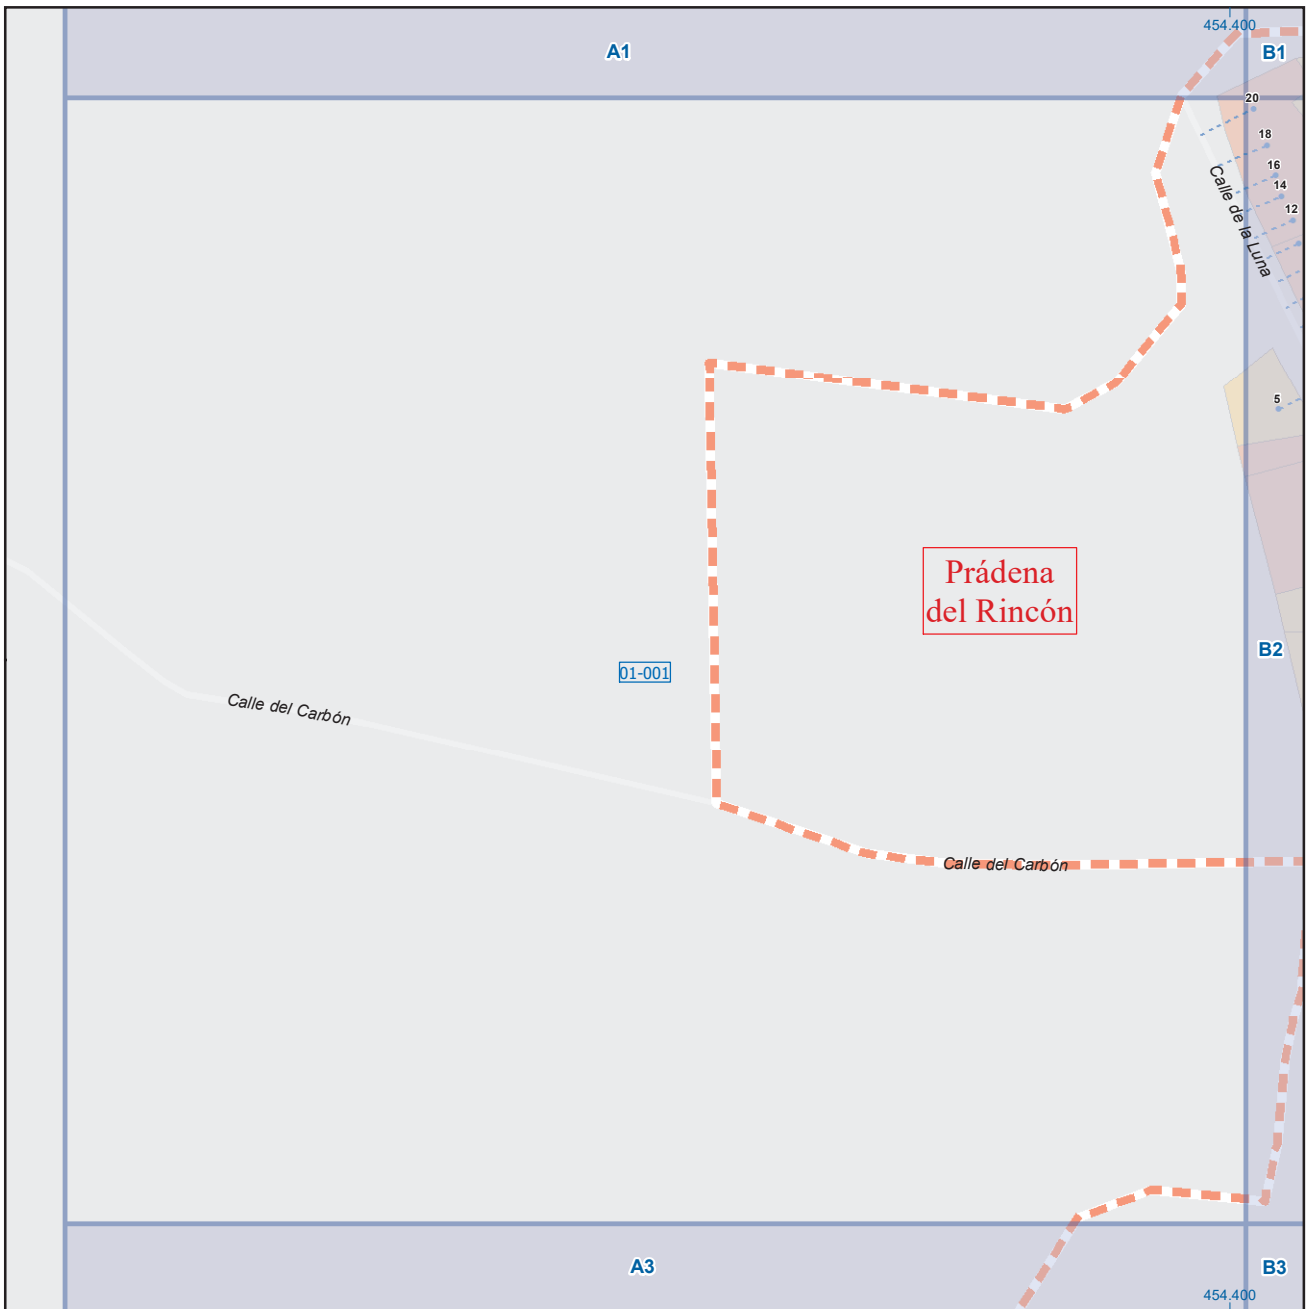 454.400
A1
B1
20
18
16
14
12
Calle de la Luna
5
Prádena
del Rincón
B2
01-001
Calle del Carbón
Calle del Carbón
A3
B3
454.400